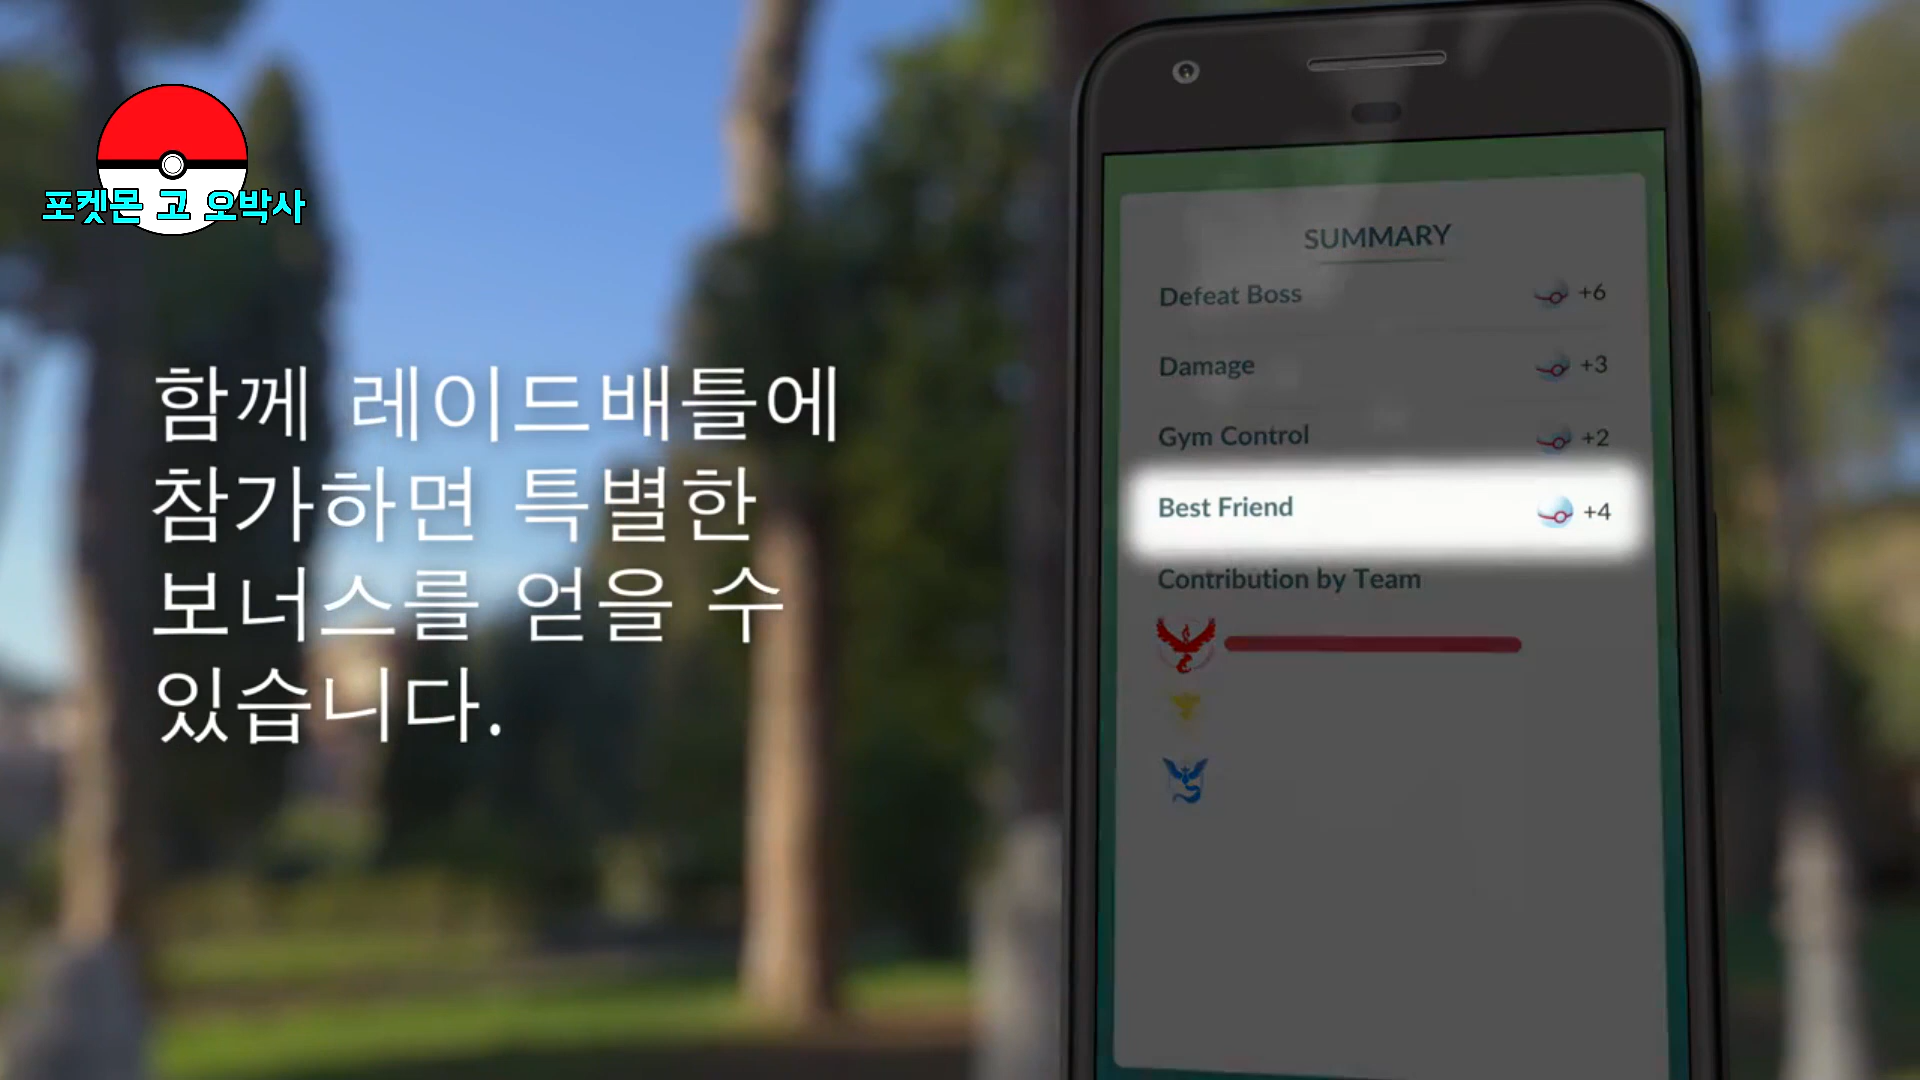 포켓몬 고 오박사
함께 레이드배틀에
참가하면 특별한
보너스를 얻을 수
있습니다.
SUMMARY
Defeat Boss +6
Damage +3
Gym Control +2
Best Friend +4
Contribution by Team